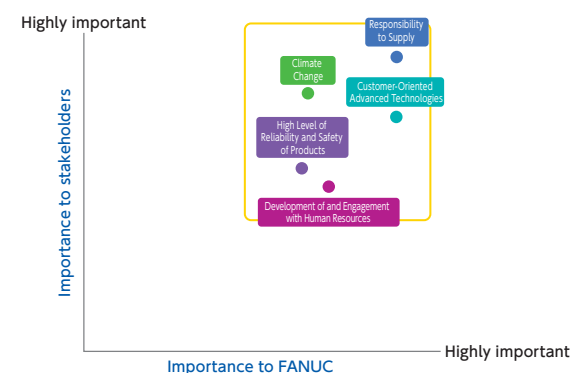 Highly important
Responsibility
to Supply
Climate
Change
Customer-Oriented
Advanced Technologies
High Level of
Reliability and Safety
of Products
Development of and Engagement
with Human Resources
Importance to stakeholders
Highly important
Importance to FANUC